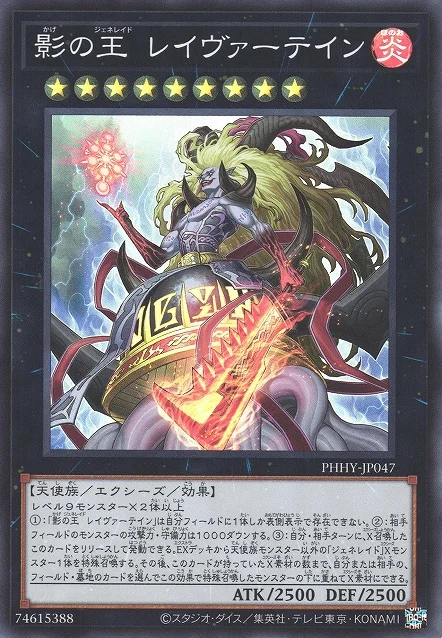 影の王 レイヴァーテイン 炎
PHHY-JP047
【天使族／エクシーズ／効果】
レベル９モンスター×２体以上
①：「影の王 レイヴァーテイン」は自分フィールドに１体しか表側表示で存在できない。②：相手
フィールドのモンスターの攻撃力・守備力は１０００ダウンする。③：自分・相手ターンに、X召喚した
このカードをリリースして発動できる。EXデッキから天使族モンスター以外の「ジェネレイド」Xモン
スター１体を特殊召喚する。その後、このカードが持っていたX素材の数まで、自分または相手の、
フィールド・墓地のカードを選んでこの効果で特殊召喚したモンスターの下に重ねてX素材にできる。
ATK/2500 DEF/2500
74615388 ©スタジオ・ダイス／集英社・テレビ東京・KONAMI